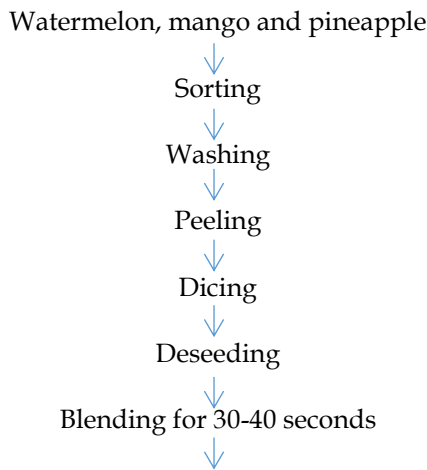 Watermelon, mango and pineapple
Sorting
Washing
Peeling
Dicing
Deseeding
Blending for 30-40 seconds